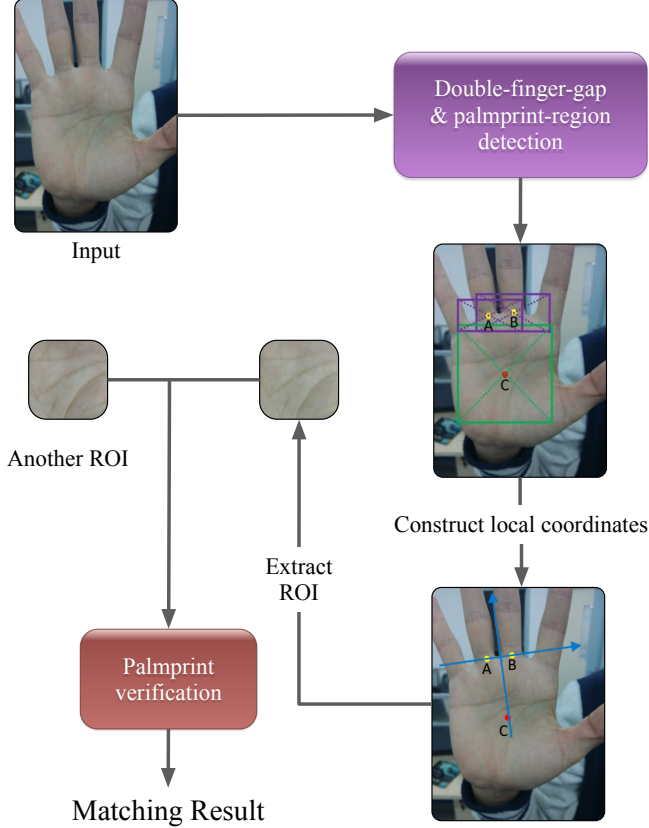 Double-finger-gap
& palmprint-region
detection
Input
A
B
C
Another ROI
Construct local coordinates
Extract
ROI
A
B
C
Palmprint
verification
Matching Result